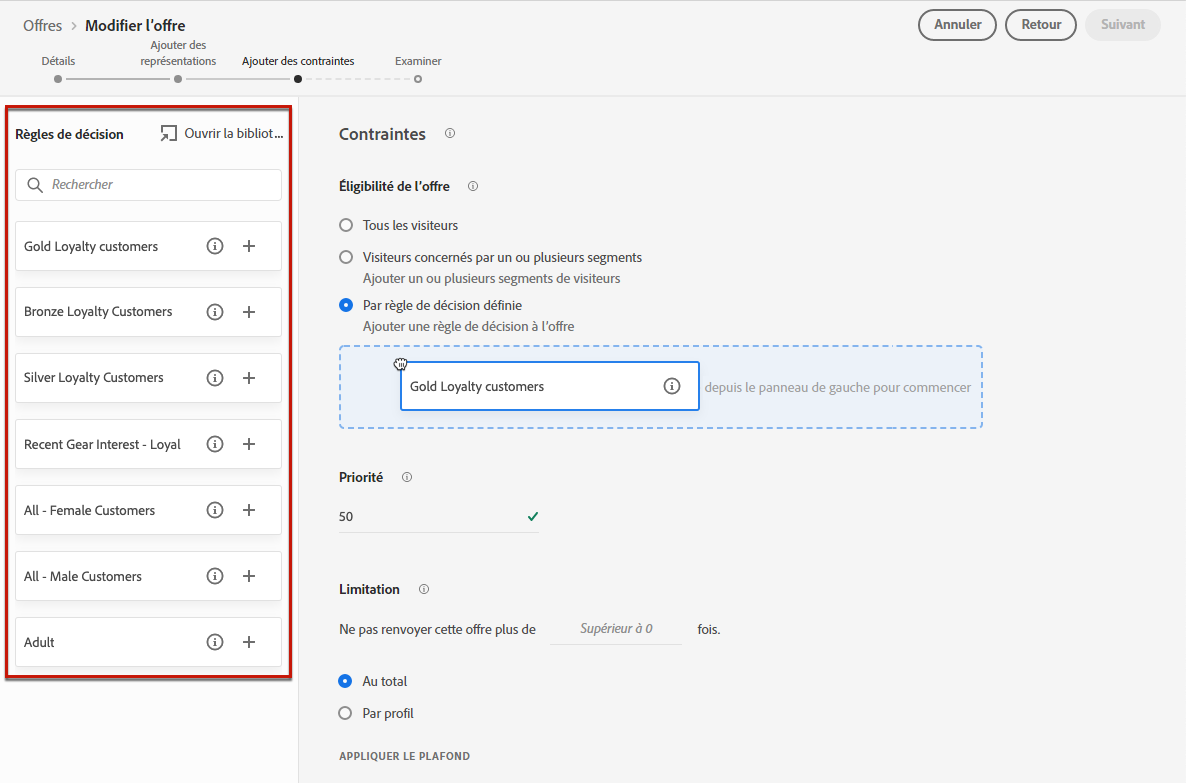 Offres > Modifier l'offre
Annuler
Retour
Suivant
Détails
Ajouter des
représentations
Ajouter des contraintes
Examiner
Règles de décision
Ouvrir la bibliot...
Rechercher
Gold Loyalty customers
Bronze Loyalty Customers
Silver Loyalty Customers
Recent Gear Interest - Loyal
All - Female Customers
All - Male Customers
Adult
Contraintes
Éligibilité de l'offre
Tous les visiteurs
Visiteurs concernés par un ou plusieurs segments
Ajouter un ou plusieurs segments de visiteurs
Par règle de décision définie
Ajouter une règle de décision à l'offre
Gold Loyalty customers
depuis le panneau de gauche pour commencer
Priorité
50
Limitation
Ne pas renvoyer cette offre plus de Supérieur à 0 fois.
Au total
Par profil
APPLIQUER LE PLAFOND